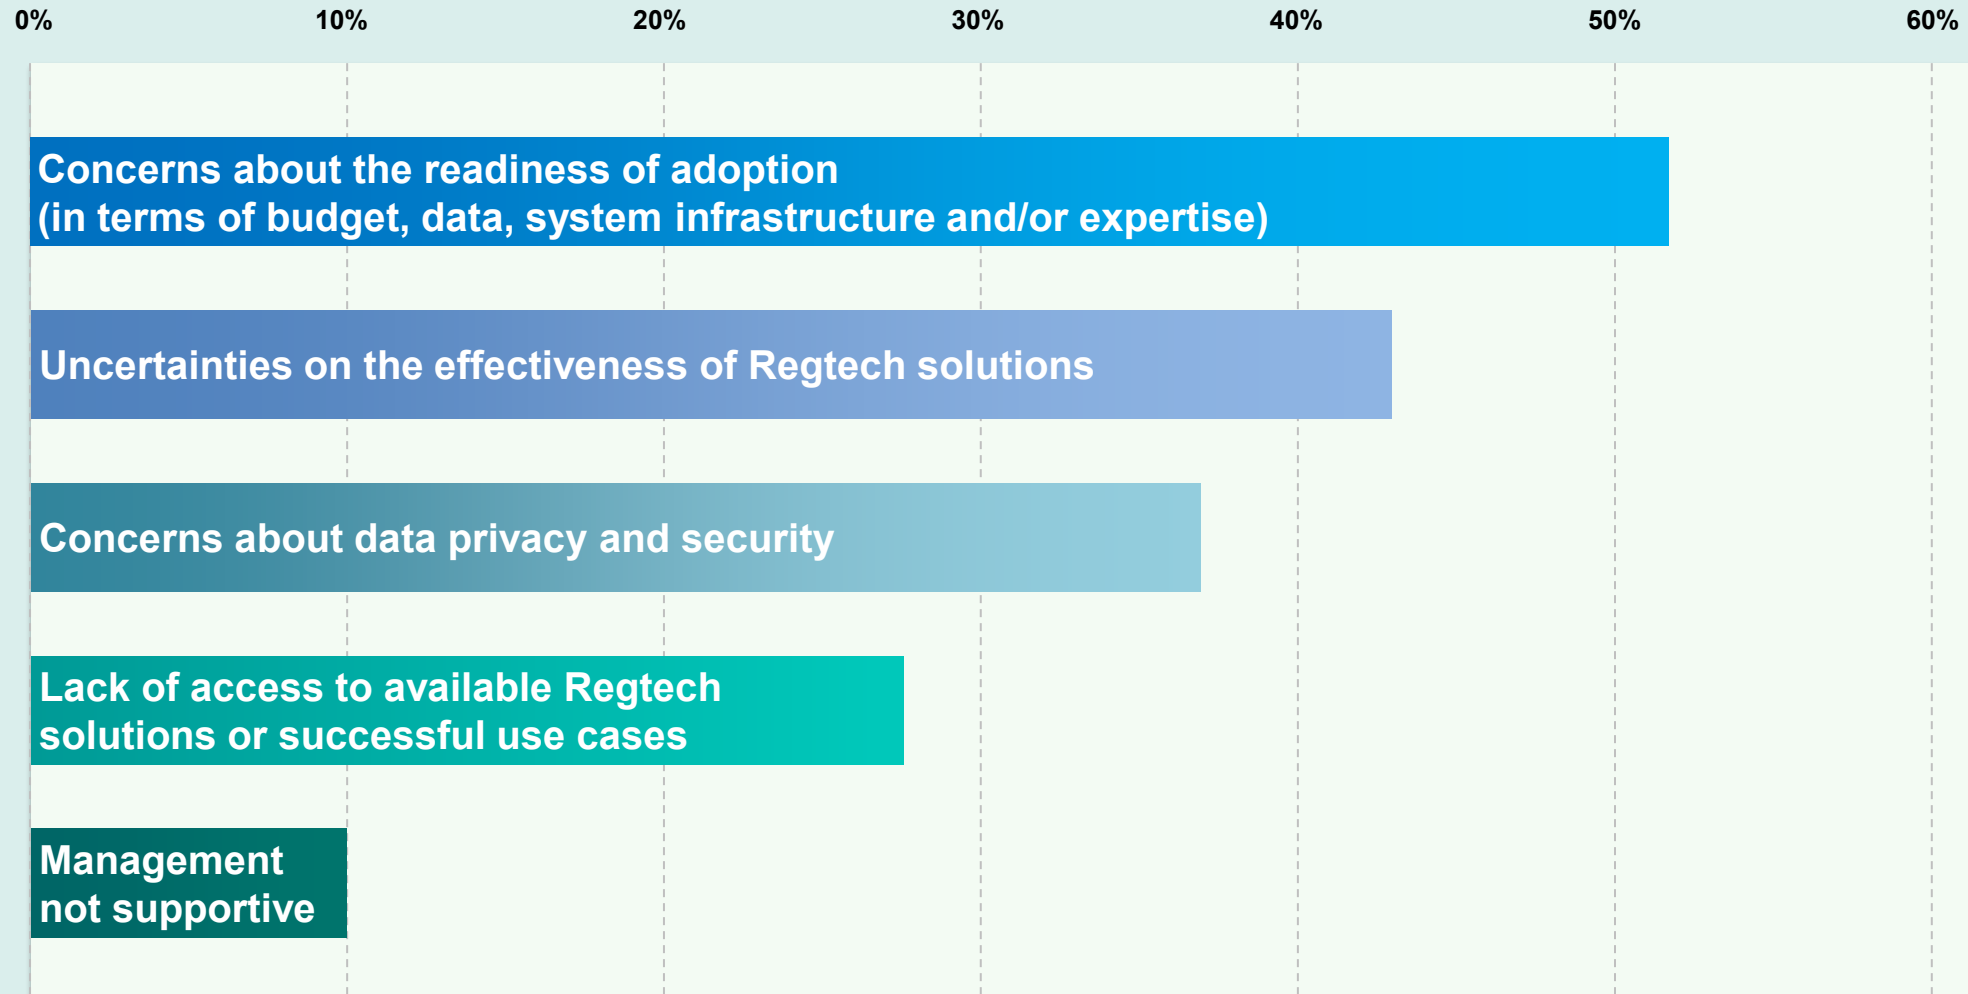 0% 10% 20% 30% 40% 50% 60%
Concerns about the readiness of adoption
(in terms of budget, data, system infrastructure and/or expertise)
Uncertainties on the effectiveness of Regtech solutions
Concerns about data privacy and security
Lack of access to available Regtech
solutions or successful use cases
Management
not supportive